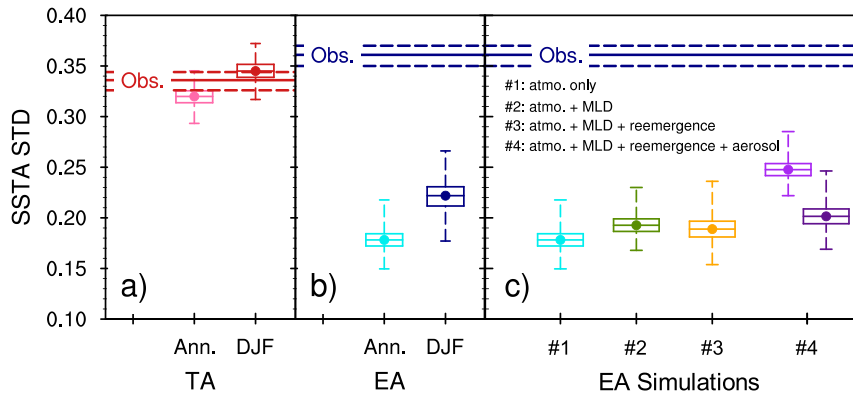 SSTA STD
0.40
0.35
0.30
0.25
0.20
0.15
0.10
Obs.
Obs.
Obs.
#1: atmo. only
#2: atmo. + MLD
#3: atmo. + MLD + reemergence
#4: atmo. + MLD + reemergence + aerosol
a)
b)
c)
Ann. DJF
Ann. DJF
#1 #2 #3 #4
TA
EA
EA Simulations